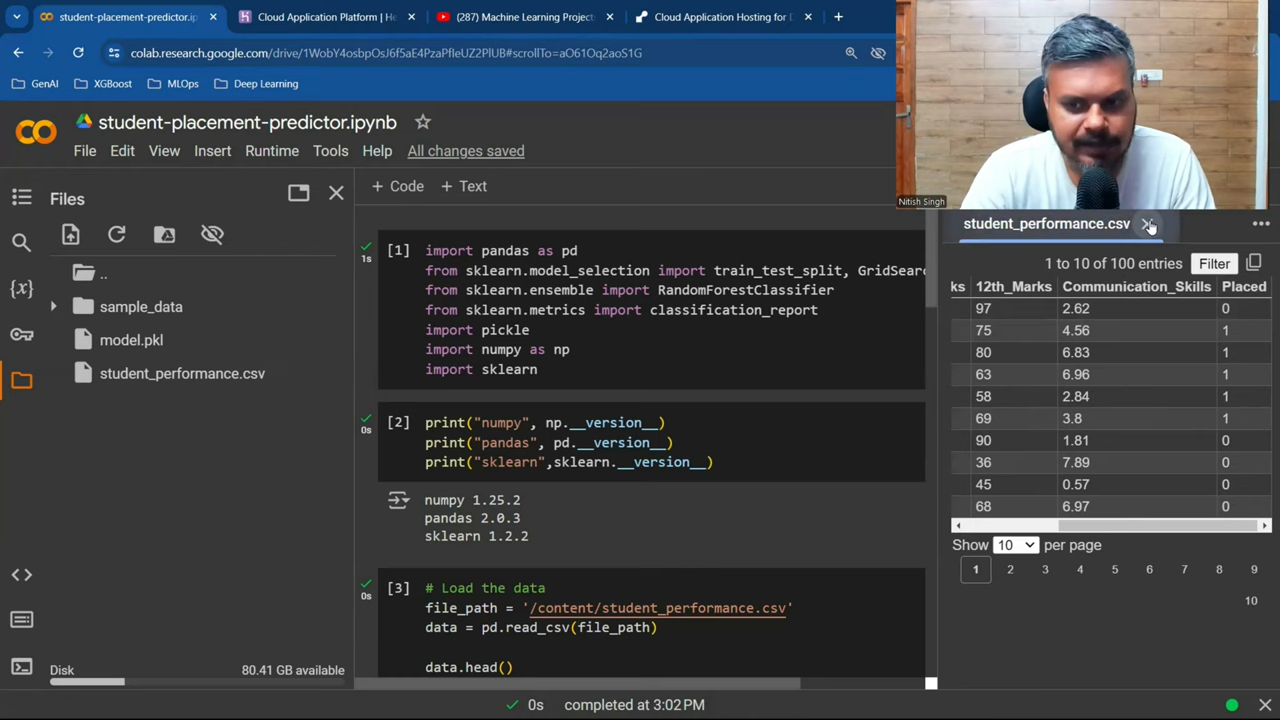 student-placement-predictor.ip
Cloud Application Platform | He
(287) Machine Learning Project
Cloud Application Hosting for D
colab.research.google.com/drive/1WobY4osbpOsJ6f5aE4PzaPfleUZ2PlUB#scrollTo=aO61Oq2aoS1G
GenAI
XGBoost
MLOps
Deep Learning
student-placement-predictor.ipynb
File Edit View Insert Runtime Tools Help All changes saved
Files
+ Code + Text
..
sample_data
model.pkl
student_performance.csv
Disk 80.41 GB available
[1] import pandas as pd
1s from sklearn.model_selection import train_test_split, GridSear
from sklearn.ensemble import RandomForestClassifier
from sklearn.metrics import classification_report
import pickle
import numpy as np
import sklearn
[2] print("numpy", np.__version__)
0s print("pandas", pd.__version__)
print("sklearn",sklearn.__version__)
numpy 1.25.2
pandas 2.0.3
sklearn 1.2.2
[3] # Load the data
0s file_path = '/content/student_performance.csv'
data = pd.read_csv(file_path)
data.head()
Nitish Singh
student_performance.csv
1 to 10 of 100 entries Filter
ks 12th_Marks Communication_Skills Placed
97 2.62 0
75 4.56 1
80 6.83 1
63 6.96 1
58 2.84 1
69 3.8 1
90 1.81 0
36 7.89 0
45 0.57 0
68 6.97 0
Show 10 per page
1 2 3 4 5 6 7 8 9
10
0s completed at 3:02 PM